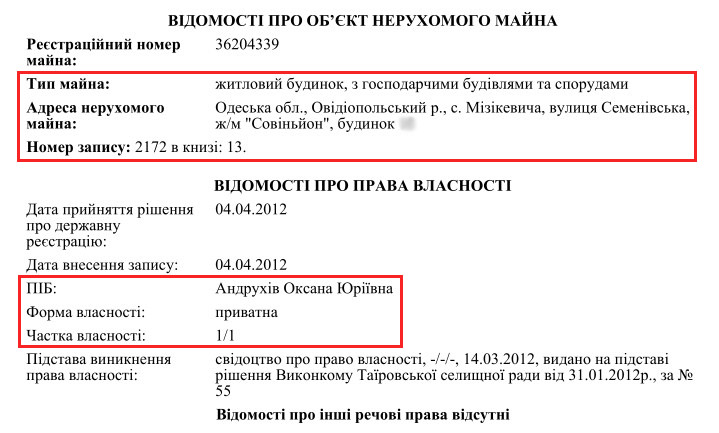 ВІДОМОСТІ ПРО ОБ’ЄКТ НЕРУХОМОГО МАЙНА
Реєстраційний номер майна: 36204339
Тип майна: житловий будинок, з господарчими будівлями та спорудами
Адреса нерухомого майна: Одеська обл., Овідіопольський р., с. Мізікевича, вулиця Семенівська,
ж/м "Совіньйон", будинок
Номер запису: 2172 в книзі: 13.
ВІДОМОСТІ ПРО ПРАВА ВЛАСНОСТІ
Дата прийняття рішення про державну реєстрацію: 04.04.2012
Дата внесення запису: 04.04.2012
ПІБ: Андрухів Оксана Юріївна
Форма власності: приватна
Частка власності: 1/1
Підстава виникнення права власності: свідоцтво про право власності, -/-/-, 14.03.2012, видано на підставі
рішення Виконкому Таїровської селищної ради від 31.01.2012р., за №
55
Відомості про інші речові права відсутні